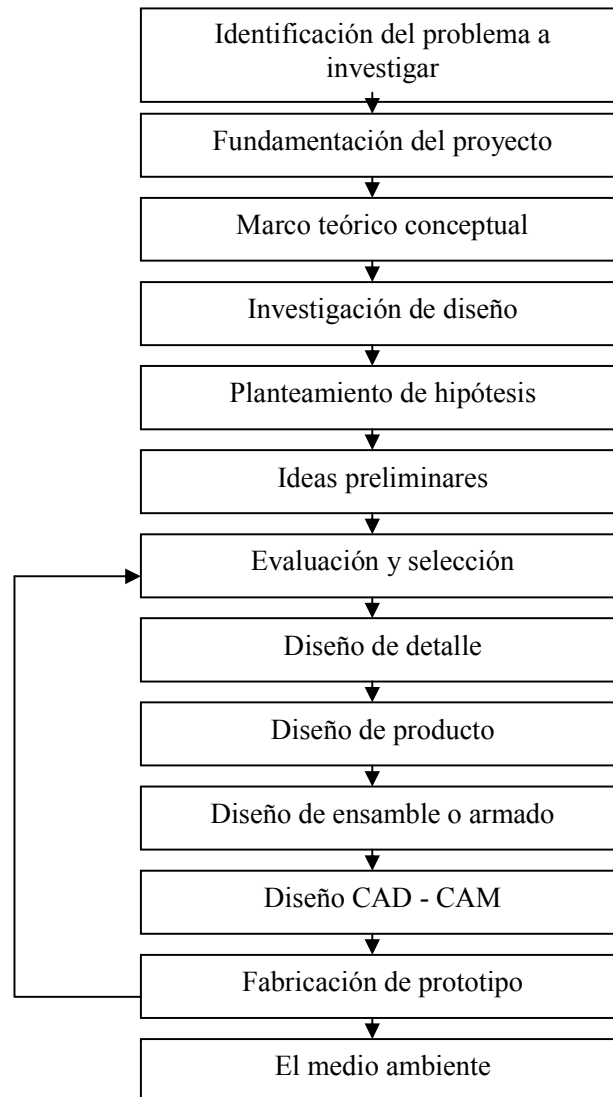 Identificación del problema a
investigar
Fundamentación del proyecto
Marco teórico conceptual
Investigación de diseño
Planteamiento de hipótesis
Ideas preliminares
Evaluación y selección
Diseño de detalle
Diseño de producto
Diseño de ensamble o armado
Diseño CAD - CAM
Fabricación de prototipo
El medio ambiente